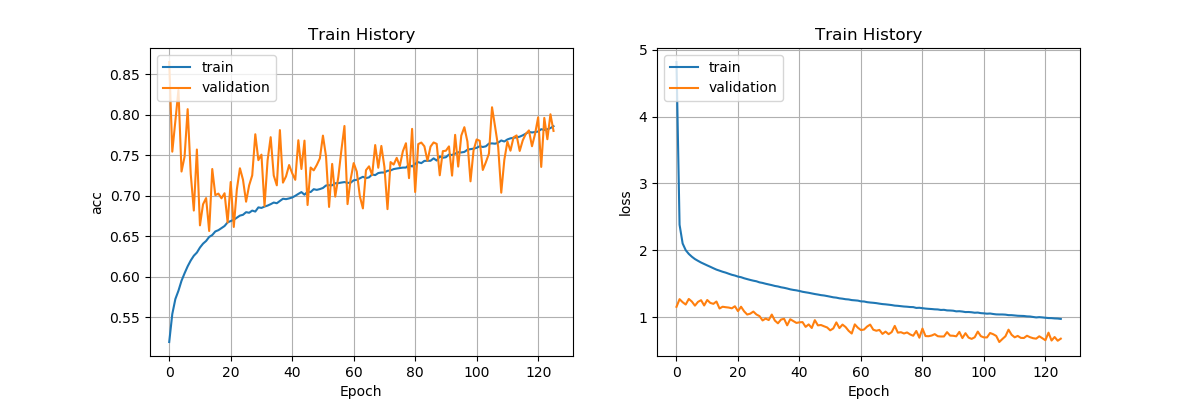 Train History
train
validation
0.85
0.80
0.75
0.70
0.65
0.60
0.55
acc
0 20 40 60 80 100 120
Epoch
Train History
train
validation
5
4
3
2
1
loss
0 20 40 60 80 100 120
Epoch